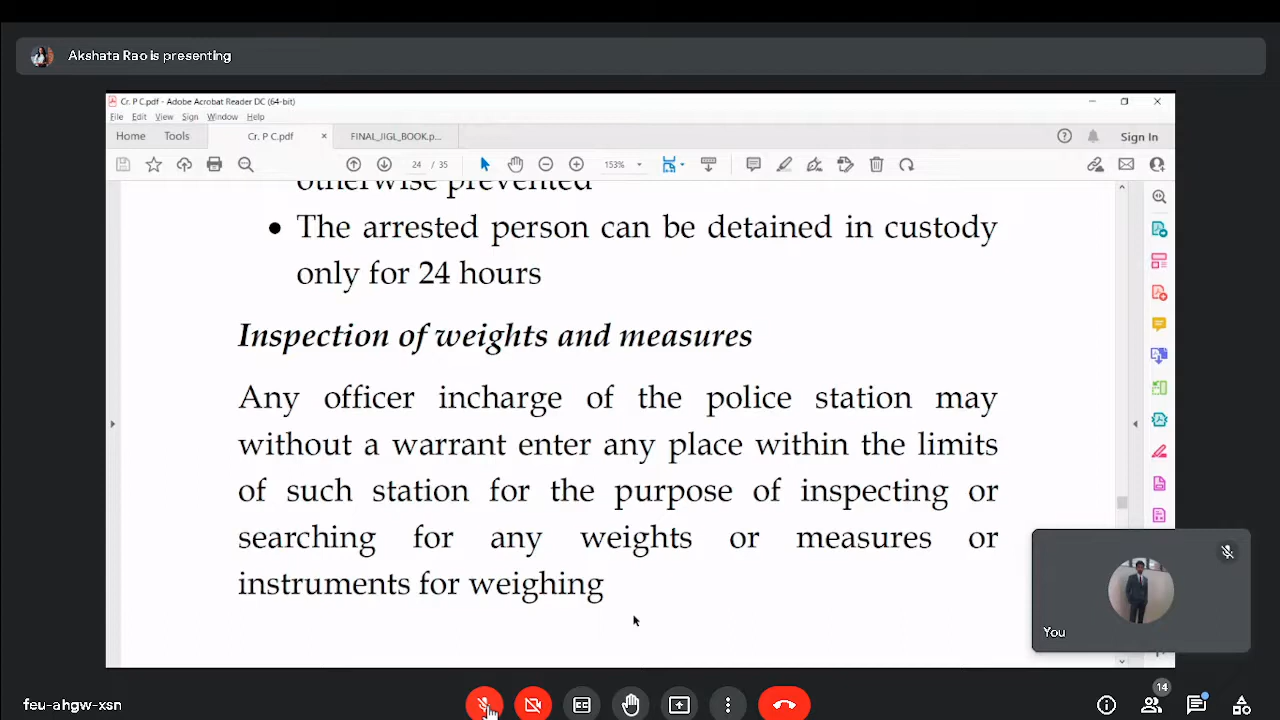 Akshata Rao is presenting
Cr. P C.pdf - Adobe Acrobat Reader DC (64-bit)
File Edit View Sign Window Help
Home Tools Cr. P C.pdf × FINAL_JIGL_BOOK.p... Sign In
24 / 35 153%
otherwise prevented
• The arrested person can be detained in custody
only for 24 hours
Inspection of weights and measures
Any officer incharge of the police station may
without a warrant enter any place within the limits
of such station for the purpose of inspecting or
searching for any weights or measures or
instruments for weighing
You
feu-ahgw-xsn
14